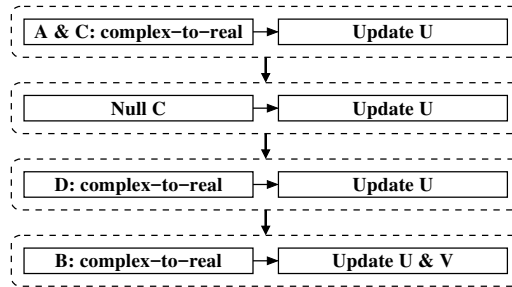 A & C: complex−to−real
Update U
Null C
Update U
D: complex−to−real
Update U
B: complex−to−real
Update U & V